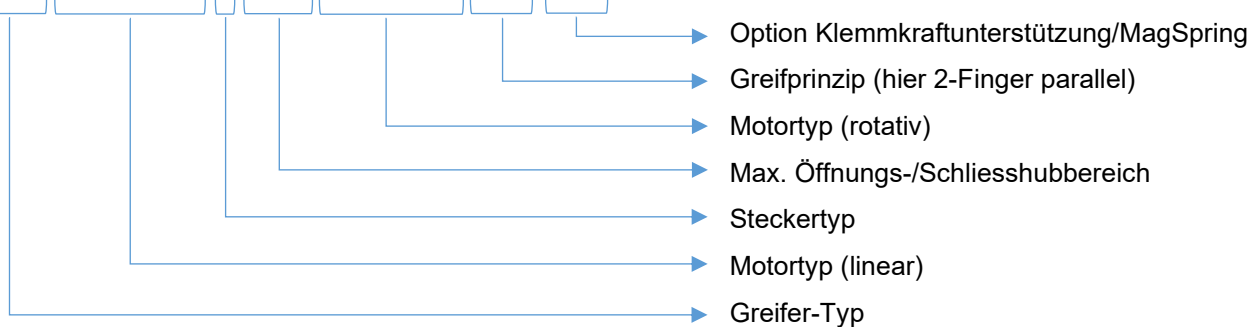 Option Klemmkraftunterstützung/MagSpring
Greifprinzip (hier 2-Finger parallel)
Motortyp (rotativ)
Max. Öffnungs-/Schliesshubbereich
Steckertyp
Motortyp (linear)
Greifer-Typ